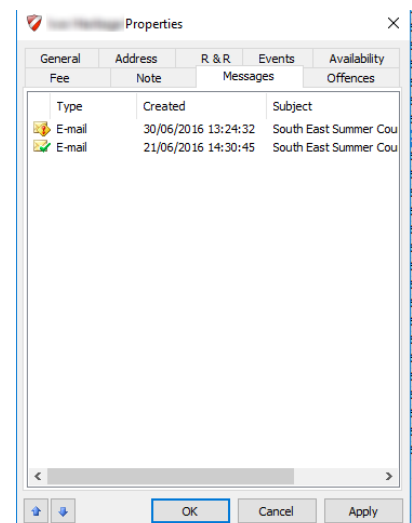 Properties
General Address R & R Events Availability
Fee Note Messages Offences
Type Created Subject
E-mail 30/06/2016 13:24:32 South East Summer Cou
E-mail 21/06/2016 14:30:45 South East Summer Cou
OK Cancel Apply